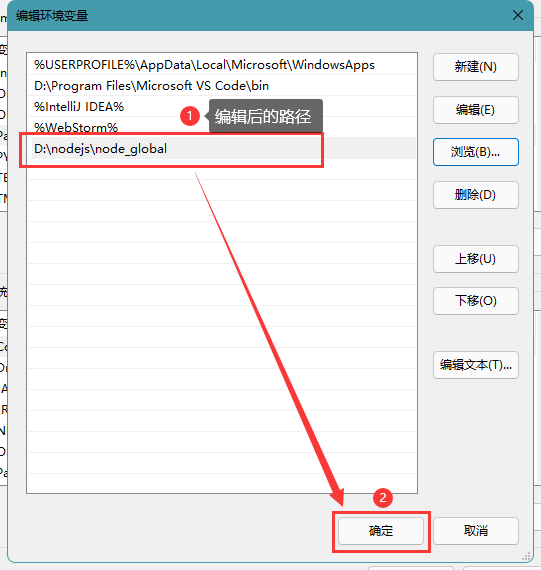 编辑环境变量
%USERPROFILE%\AppData\Local\Microsoft\WindowsApps
新建(N)
D:\Program Files\Microsoft VS Code\bin
%IntelliJ IDEA%
编辑(E)
1 编辑后的路径
%WebStorm%
D:\nodejs\node_global
浏览(B)...
删除(D)
上移(U)
下移(O)
编辑文本(T)...
2
确定
取消